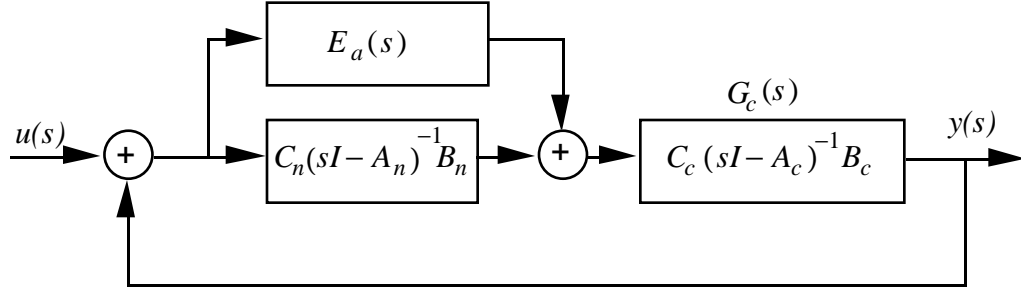 E_a(s)
G_c(s)
u(s)
y(s)
+
C_n(sI − A_n)^{−1}B_n
+
C_c (sI − A_c)^{−1}B_c